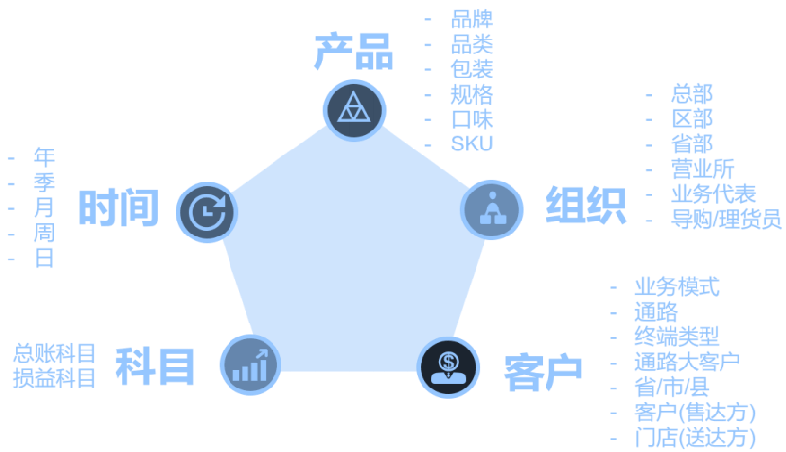 产品
- 品牌
- 品类
- 包装
- 规格
- 口味
- SKU
组织
- 总部
- 区部
- 省部
- 营业所
- 业务代表
- 导购/理货员
时间
- 年
- 季
- 月
- 周
- 日
科目
总账科目
损益科目
客户
- 业务模式
- 通路
- 终端类型
- 通路大客户
- 省/市/县
- 客户(售达方)
- 门店(送达方)